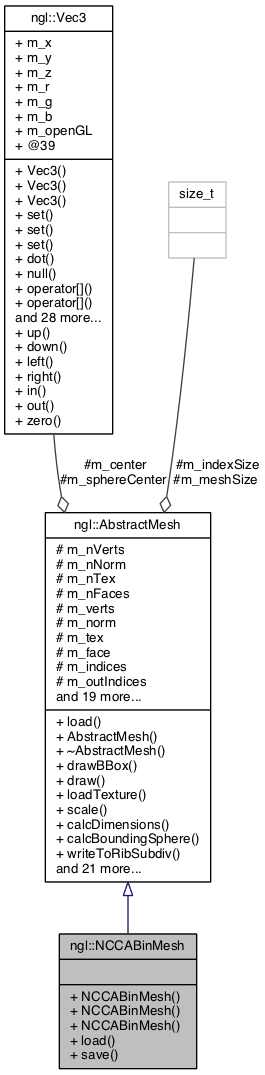 ngl::Vec3
+ m_x
+ m_y
+ m_z
+ m_r
+ m_g
+ m_b
+ m_openGL
+ @39
+ Vec3()
+ Vec3()
+ Vec3()
+ set()
+ set()
+ set()
+ dot()
+ null()
+ operator[]()
+ operator[]()
and 28 more...
+ up()
+ down()
+ left()
+ right()
+ in()
+ out()
+ zero()
size_t
#m_center
#m_sphereCenter
#m_indexSize
#m_meshSize
ngl::AbstractMesh
# m_nVerts
# m_nNorm
# m_nTex
# m_nFaces
# m_verts
# m_norm
# m_tex
# m_face
# m_indices
# m_outIndices
and 19 more...
+ load()
+ AbstractMesh()
+ ~AbstractMesh()
+ drawBBox()
+ draw()
+ loadTexture()
+ scale()
+ calcDimensions()
+ calcBoundingSphere()
+ writeToRibSubdiv()
and 21 more...
ngl::NCCABinMesh
+ NCCABinMesh()
+ NCCABinMesh()
+ NCCABinMesh()
+ load()
+ save()